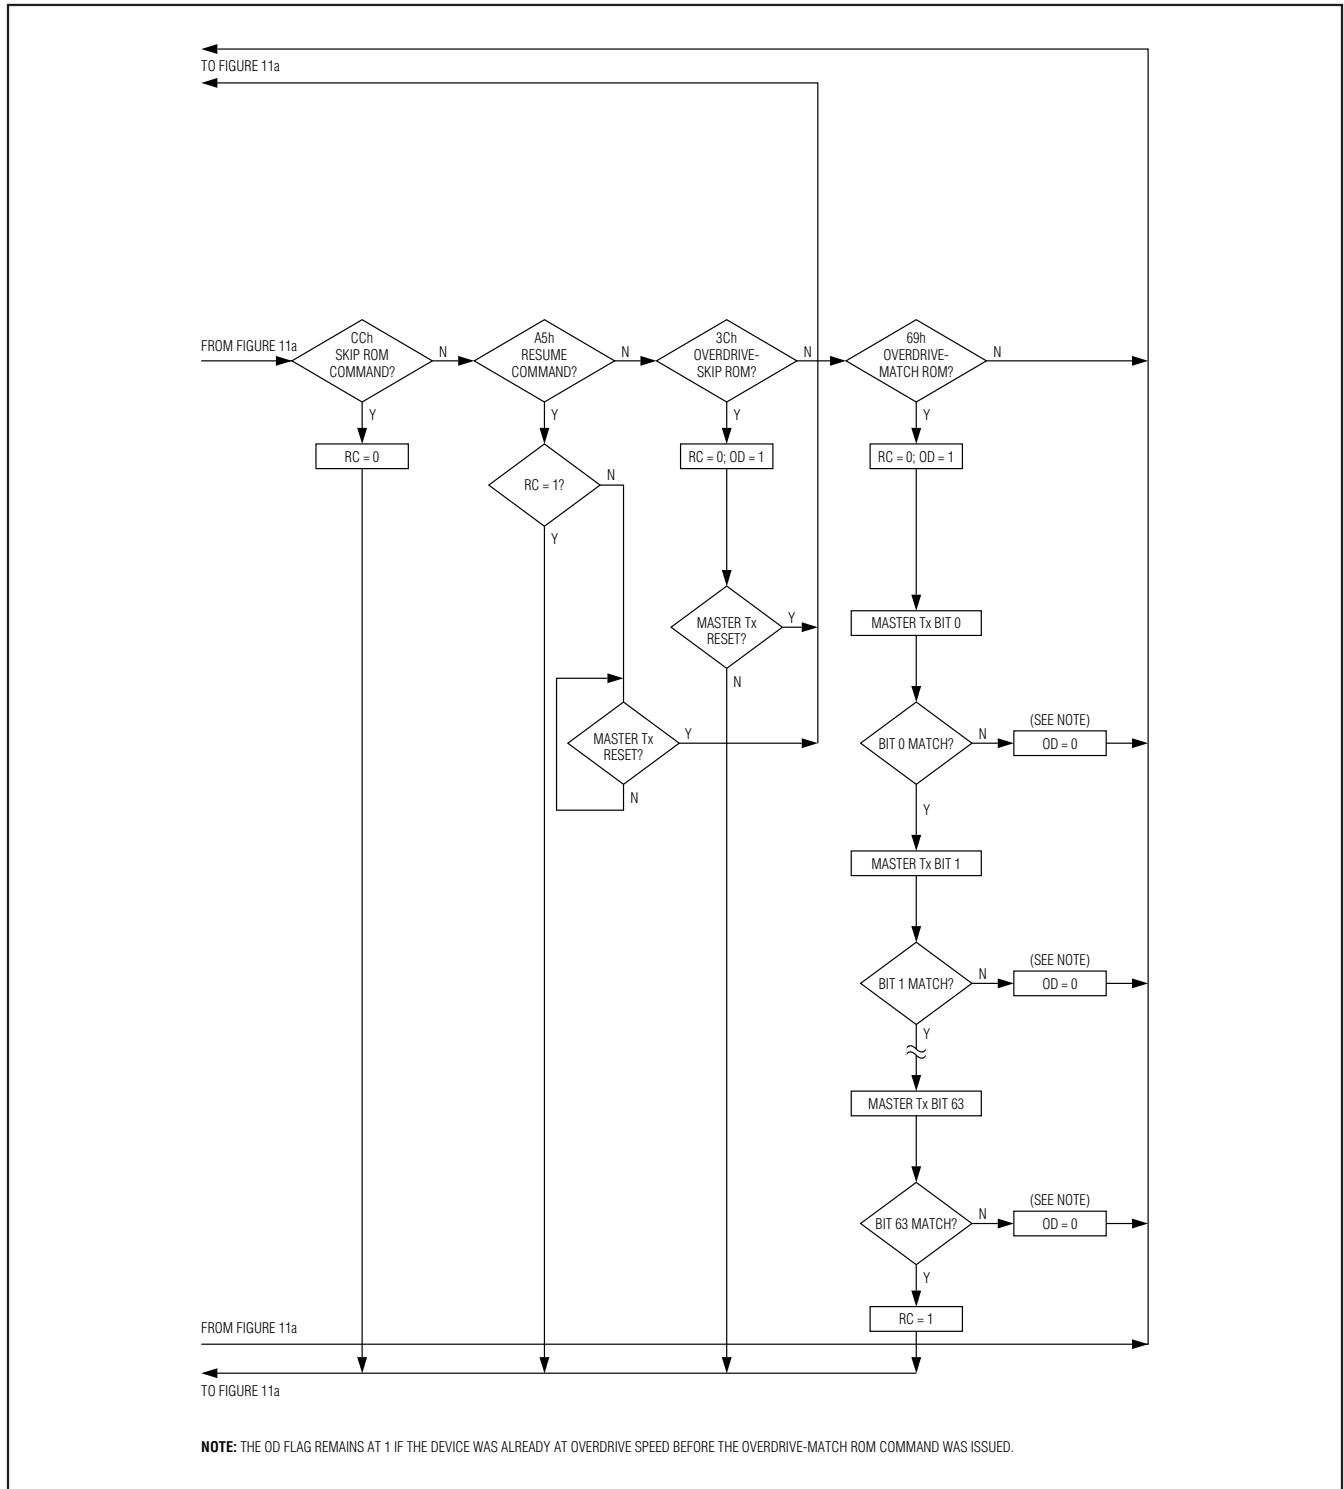 TO FIGURE 11a
FROM FIGURE 11a
CCh
SKIP ROM
COMMAND?
N
A5h
RESUME
COMMAND?
N
3Ch
OVERDRIVE-
SKIP ROM?
N
69h
OVERDRIVE-
MATCH ROM?
N
Y
Y
Y
Y
RC = 0
RC = 1?
N
Y
RC = 0; OD = 1
RC = 0; OD = 1
MASTER Tx
RESET?
Y
N
MASTER Tx
RESET?
Y
N
MASTER Tx BIT 0
BIT 0 MATCH?
N
(SEE NOTE)
OD = 0
Y
MASTER Tx BIT 1
BIT 1 MATCH?
N
(SEE NOTE)
OD = 0
Y
MASTER Tx BIT 63
BIT 63 MATCH?
N
(SEE NOTE)
OD = 0
Y
RC = 1
FROM FIGURE 11a
TO FIGURE 11a
NOTE: THE OD FLAG REMAINS AT 1 IF THE DEVICE WAS ALREADY AT OVERDRIVE SPEED BEFORE THE OVERDRIVE-MATCH ROM COMMAND WAS ISSUED.